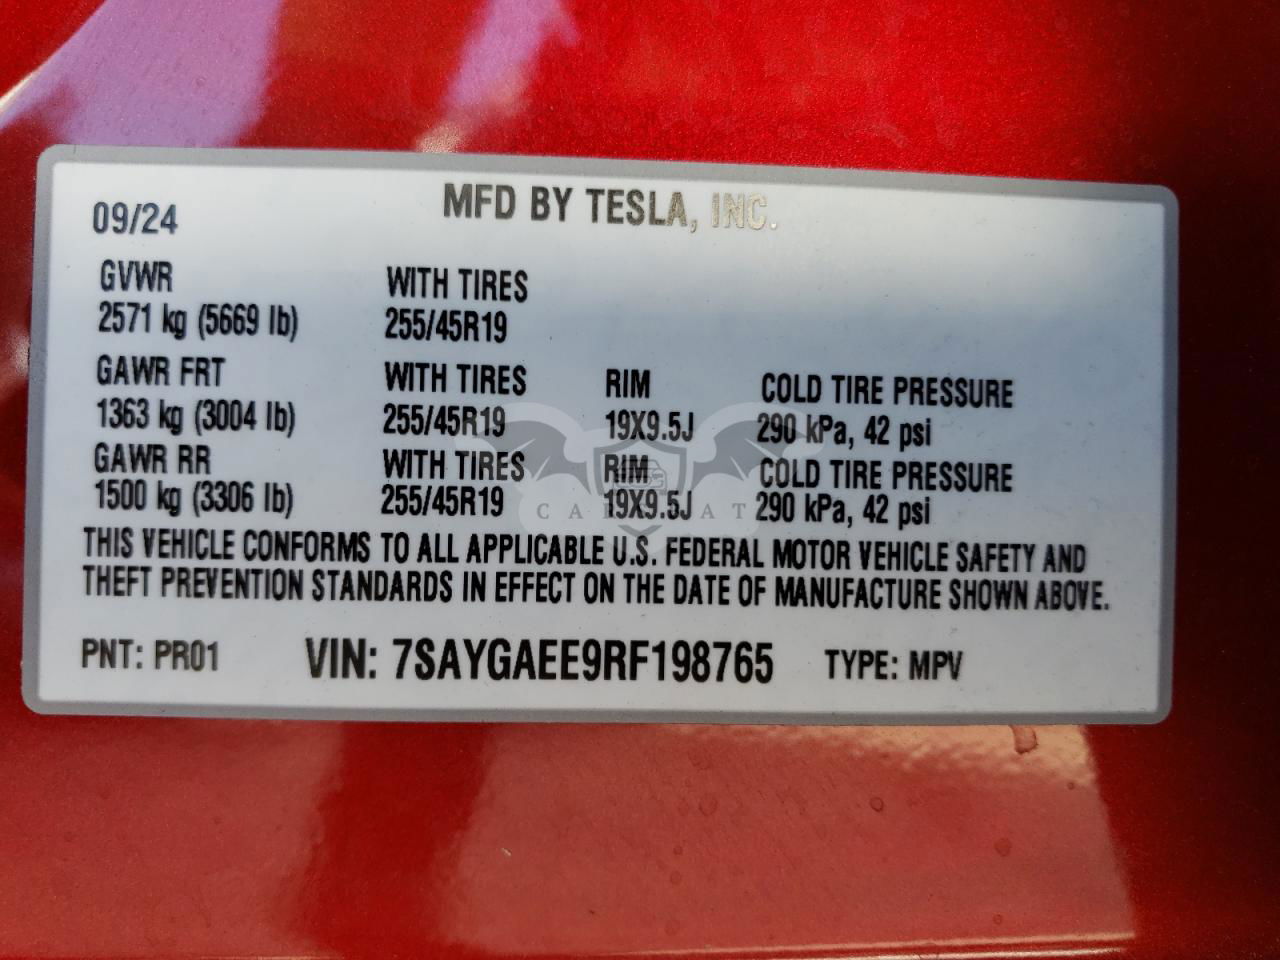 MFD BY TESLA, INC.
09/24
GVWR WITH TIRES
2571 kg (5669 lb) 255/45R19
GAWR FRT WITH TIRES RIM COLD TIRE PRESSURE
1363 kg (3004 lb) 255/45R19 19X9.5J 290 kPa, 42 psi
GAWR RR WITH TIRES RIM COLD TIRE PRESSURE
1500 kg (3306 lb) 255/45R19 19X9.5J 290 kPa, 42 psi
THIS VEHICLE CONFORMS TO ALL APPLICABLE U.S. FEDERAL MOTOR VEHICLE SAFETY AND
THEFT PREVENTION STANDARDS IN EFFECT ON THE DATE OF MANUFACTURE SHOWN ABOVE.
PNT: PR01 VIN: 7SAYGAEE9RF198765 TYPE: MPV